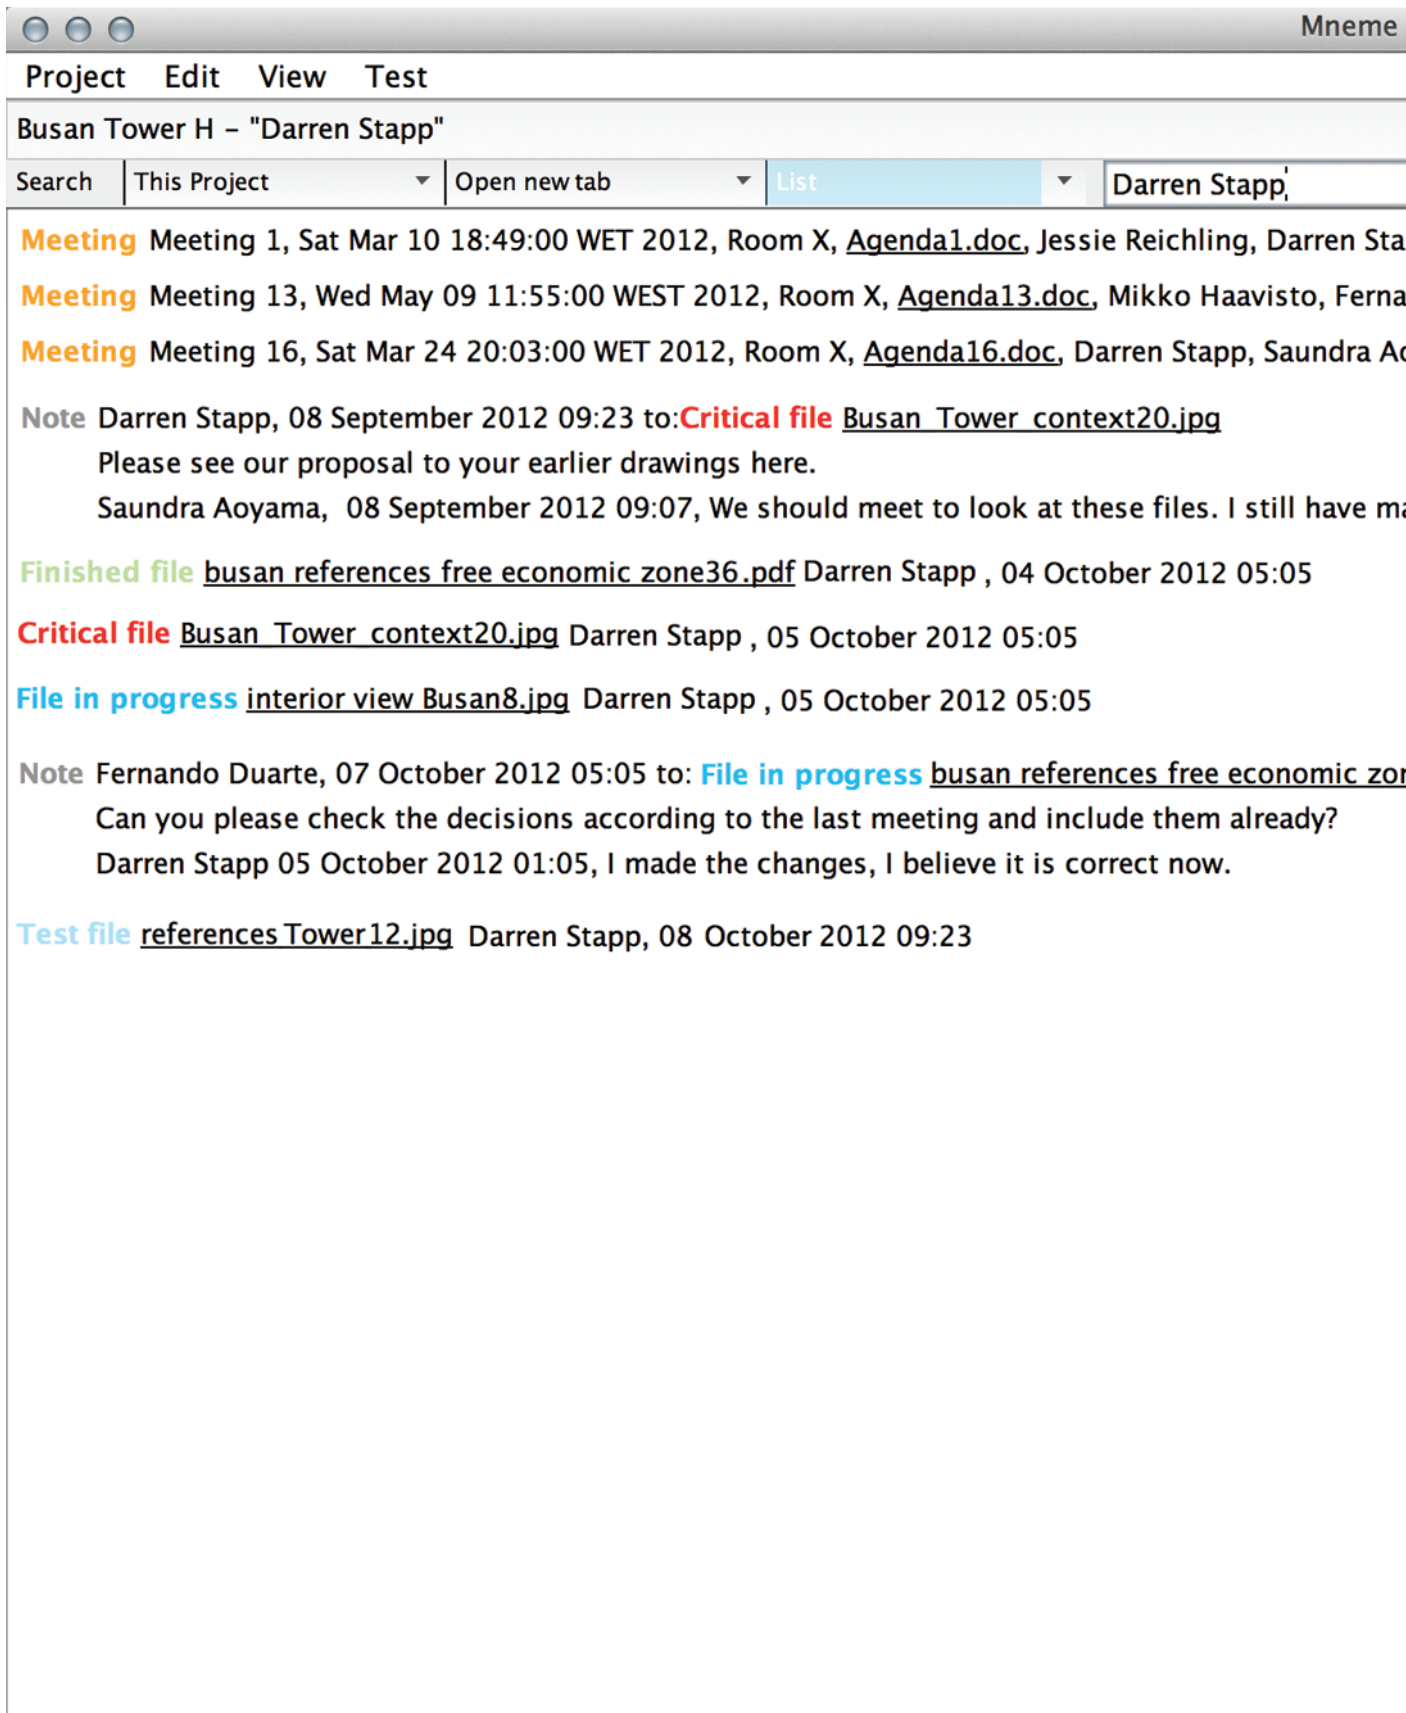 Mneme
Project Edit View Test
Busan Tower H – "Darren Stapp"
Search This Project Open new tab List Darren Stapp
Meeting Meeting 1, Sat Mar 10 18:49:00 WET 2012, Room X, Agenda1.doc, Jessie Reichling, Darren
Meeting Meeting 13, Wed May 09 11:55:00 WEST 2012, Room X, Agenda13.doc, Mikko Haavisto,
Meeting Meeting 16, Sat Mar 24 20:03:00 WET 2012, Room X, Agenda16.doc, Darren Stapp, Saundra
Note Darren Stapp, 08 September 2012 09:23 to:Critical file Busan_Tower_context20.jpg
Please see our proposal to your earlier drawings here.
Saundra Aoyama, 08 September 2012 09:07, We should meet to look at these files. I still have
Finished file busan references free economic zone36.pdf Darren Stapp , 04 October 2012 05:05
Critical file Busan_Tower_context20.jpg Darren Stapp , 05 October 2012 05:05
File in progress interior view Busan8.jpg Darren Stapp , 05 October 2012 05:05
Note Fernando Duarte, 07 October 2012 05:05 to: File in progress busan references free economic
Can you please check the decisions according to the last meeting and include them already?
Darren Stapp 05 October 2012 01:05, I made the changes, I believe it is correct now.
Test file references Tower12.jpg Darren Stapp, 08 October 2012 09:23